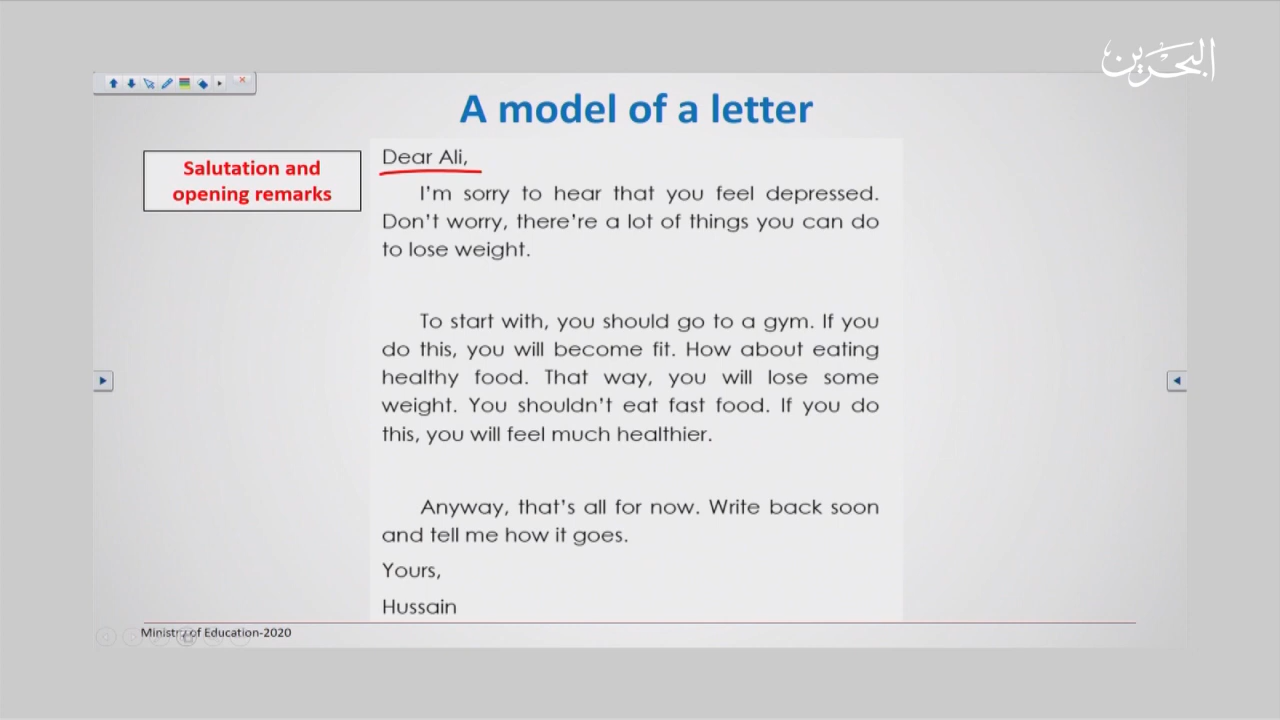 البحرين
A model of a letter
Salutation and
opening remarks
Dear Ali,
I'm sorry to hear that you feel depressed.
Don't worry, there're a lot of things you can do
to lose weight.
To start with, you should go to a gym. If you
do this, you will become fit. How about eating
healthy food. That way, you will lose some
weight. You shouldn't eat fast food. If you do
this, you will feel much healthier.
Anyway, that's all for now. Write back soon
and tell me how it goes.
Yours,
Hussain
Ministry of Education-2020